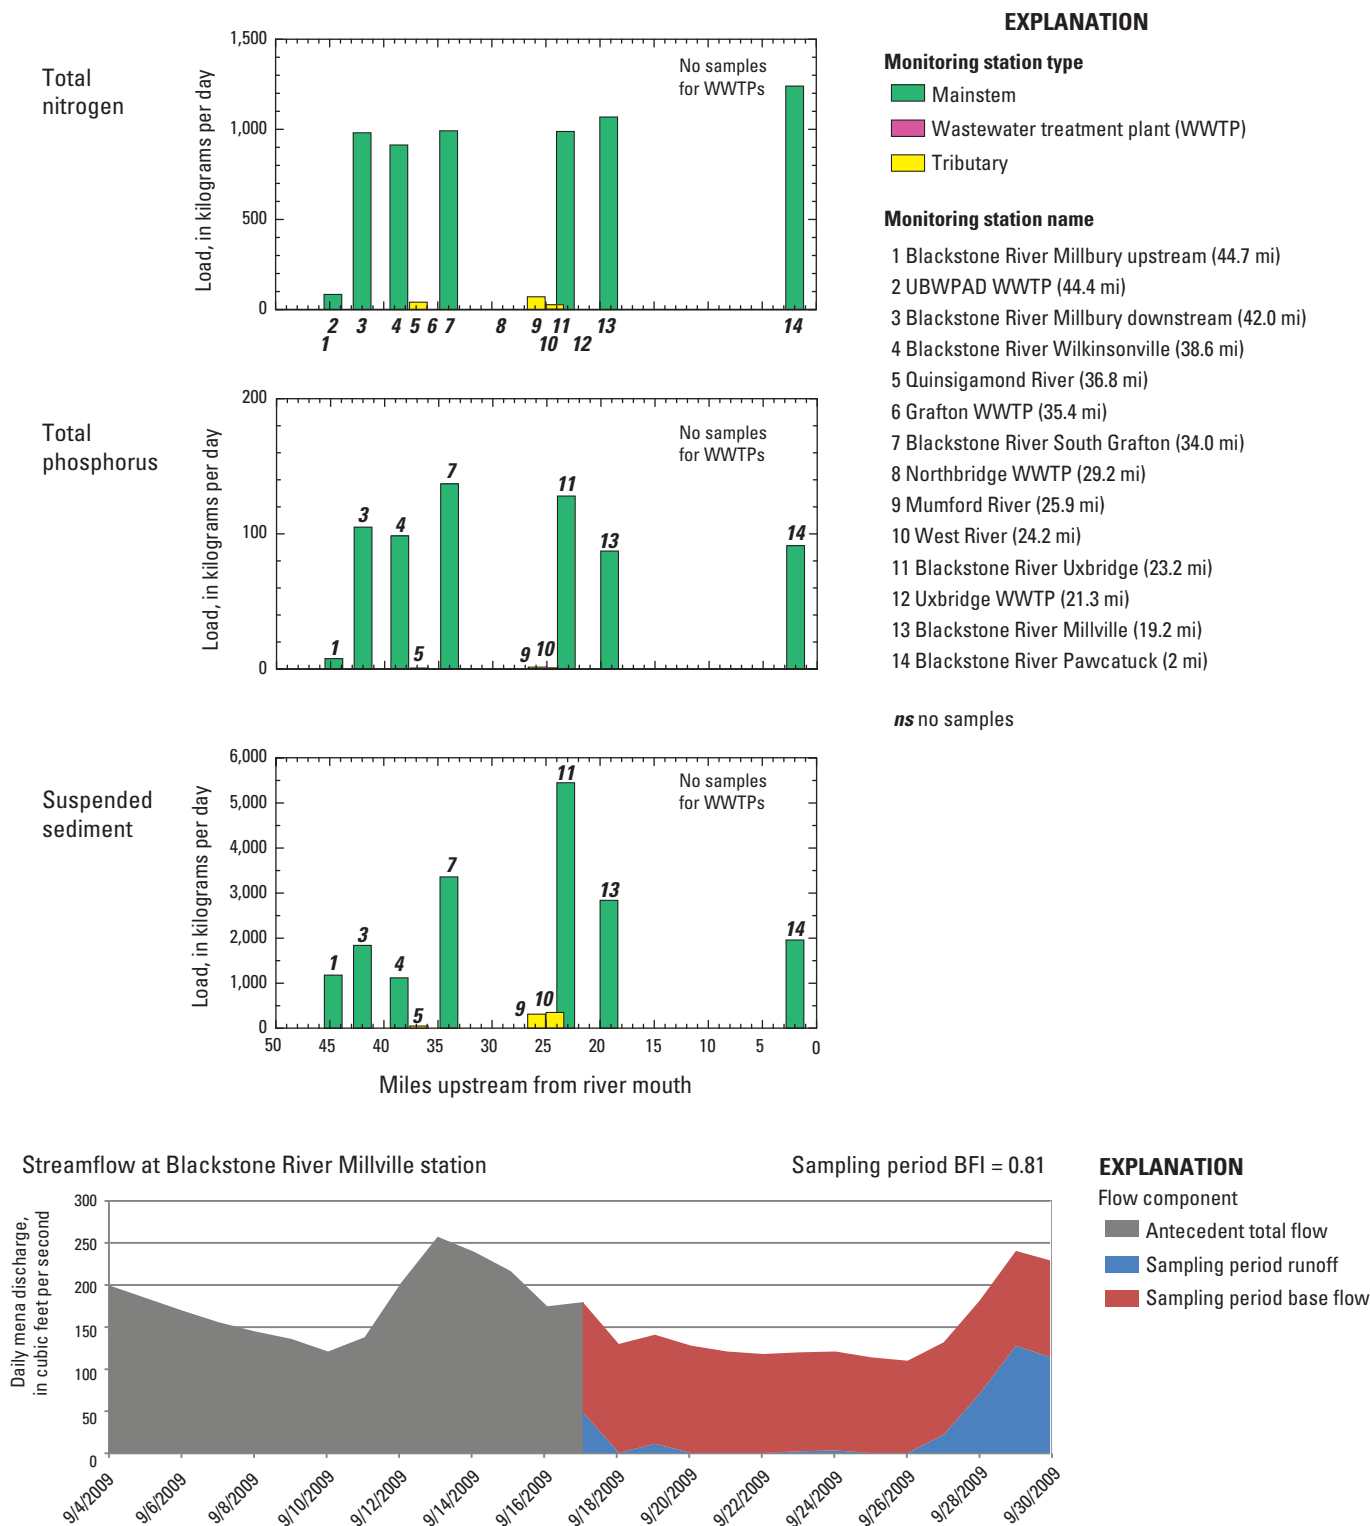 Total
nitrogen
Load, in kilograms per day
1,500
1,000
500
0
No samples
for WWTPs
2 3 4 5 6 7 8 9 11 13 14
1 10 12
Total
phosphorus
Load, in kilograms per day
200
100
0
No samples
for WWTPs
1 3 4 5 7 9 10 11 13 14
Suspended
sediment
Load, in kilograms per day
6,000
5,000
4,000
3,000
2,000
1,000
0
No samples
for WWTPs
1 3 4 5 7 9 10 11 13 14
50 45 40 35 30 25 20 15 10 5 0
Miles upstream from river mouth
EXPLANATION
Monitoring station type
Mainstem
Wastewater treatment plant (WWTP)
Tributary
Monitoring station name
1 Blackstone River Millbury upstream (44.7 mi)
2 UBWPAD WWTP (44.4 mi)
3 Blackstone River Millbury downstream (42.0 mi)
4 Blackstone River Wilkinsonville (38.6 mi)
5 Quinsigamond River (36.8 mi)
6 Grafton WWTP (35.4 mi)
7 Blackstone River South Grafton (34.0 mi)
8 Northbridge WWTP (29.2 mi)
9 Mumford River (25.9 mi)
10 West River (24.2 mi)
11 Blackstone River Uxbridge (23.2 mi)
12 Uxbridge WWTP (21.3 mi)
13 Blackstone River Millville (19.2 mi)
14 Blackstone River Pawcatuck (2 mi)
ns no samples
Streamflow at Blackstone River Millville station
Sampling period BFI = 0.81
Daily mena discharge,
in cubic feet per second
300
250
200
150
100
50
0
9/4/2009 9/6/2009 9/8/2009 9/10/2009 9/12/2009 9/14/2009 9/16/2009 9/18/2009 9/20/2009 9/22/2009 9/24/2009 9/26/2009 9/28/2009 9/30/2009
EXPLANATION
Flow component
Antecedent total flow
Sampling period runoff
Sampling period base flow